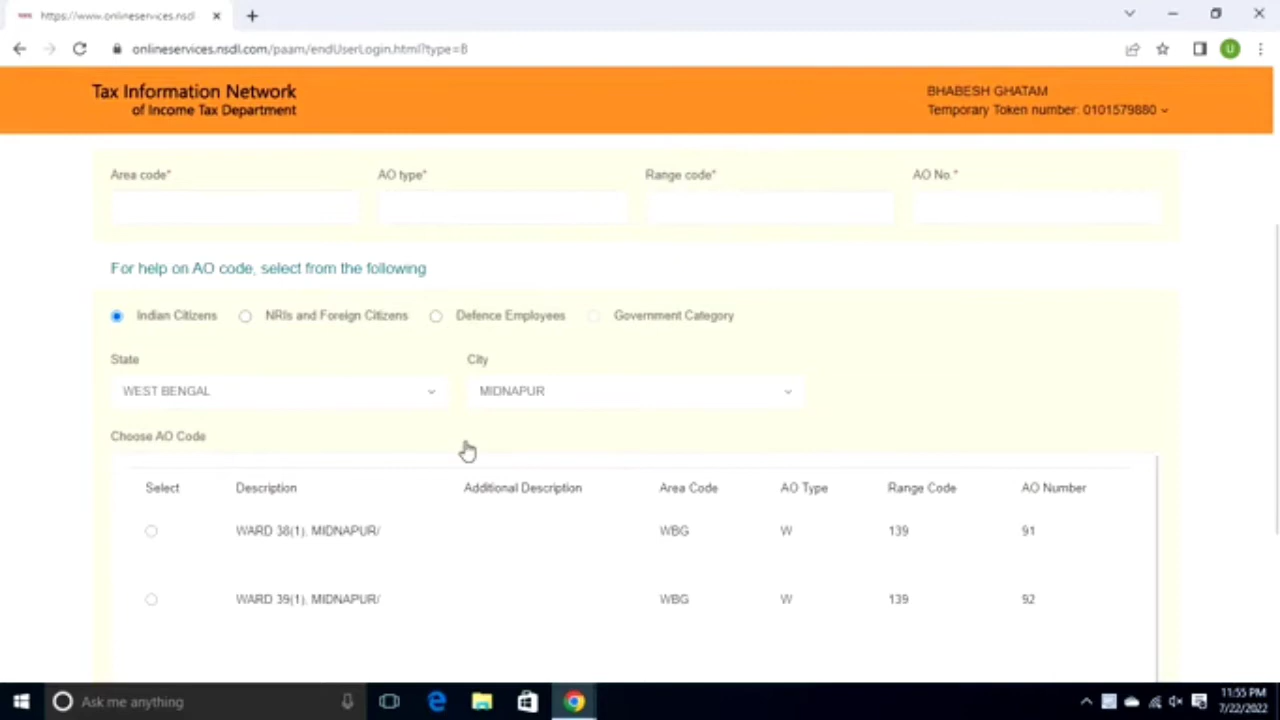 https://www.onlineservices.nsdl
onlineservices.nsdl.com/paam/endUserLogin.html?type=B
U
Tax Information Network
of Income Tax Department
BHABESH GHATAM
Temporary Token number: 0101579880
Area code* AO type* Range code* AO No.*
For help on AO code, select from the following
Indian Citizens NRIs and Foreign Citizens Defence Employees Government Category
State City
WEST BENGAL MIDNAPUR
Choose AO Code
Select Description Additional Description Area Code AO Type Range Code AO Number
WARD 38(1), MIDNAPUR/ WBG W 139 91
WARD 39(1), MIDNAPUR/ WBG W 139 92
Ask me anything
11:55 PM
7/22/2022